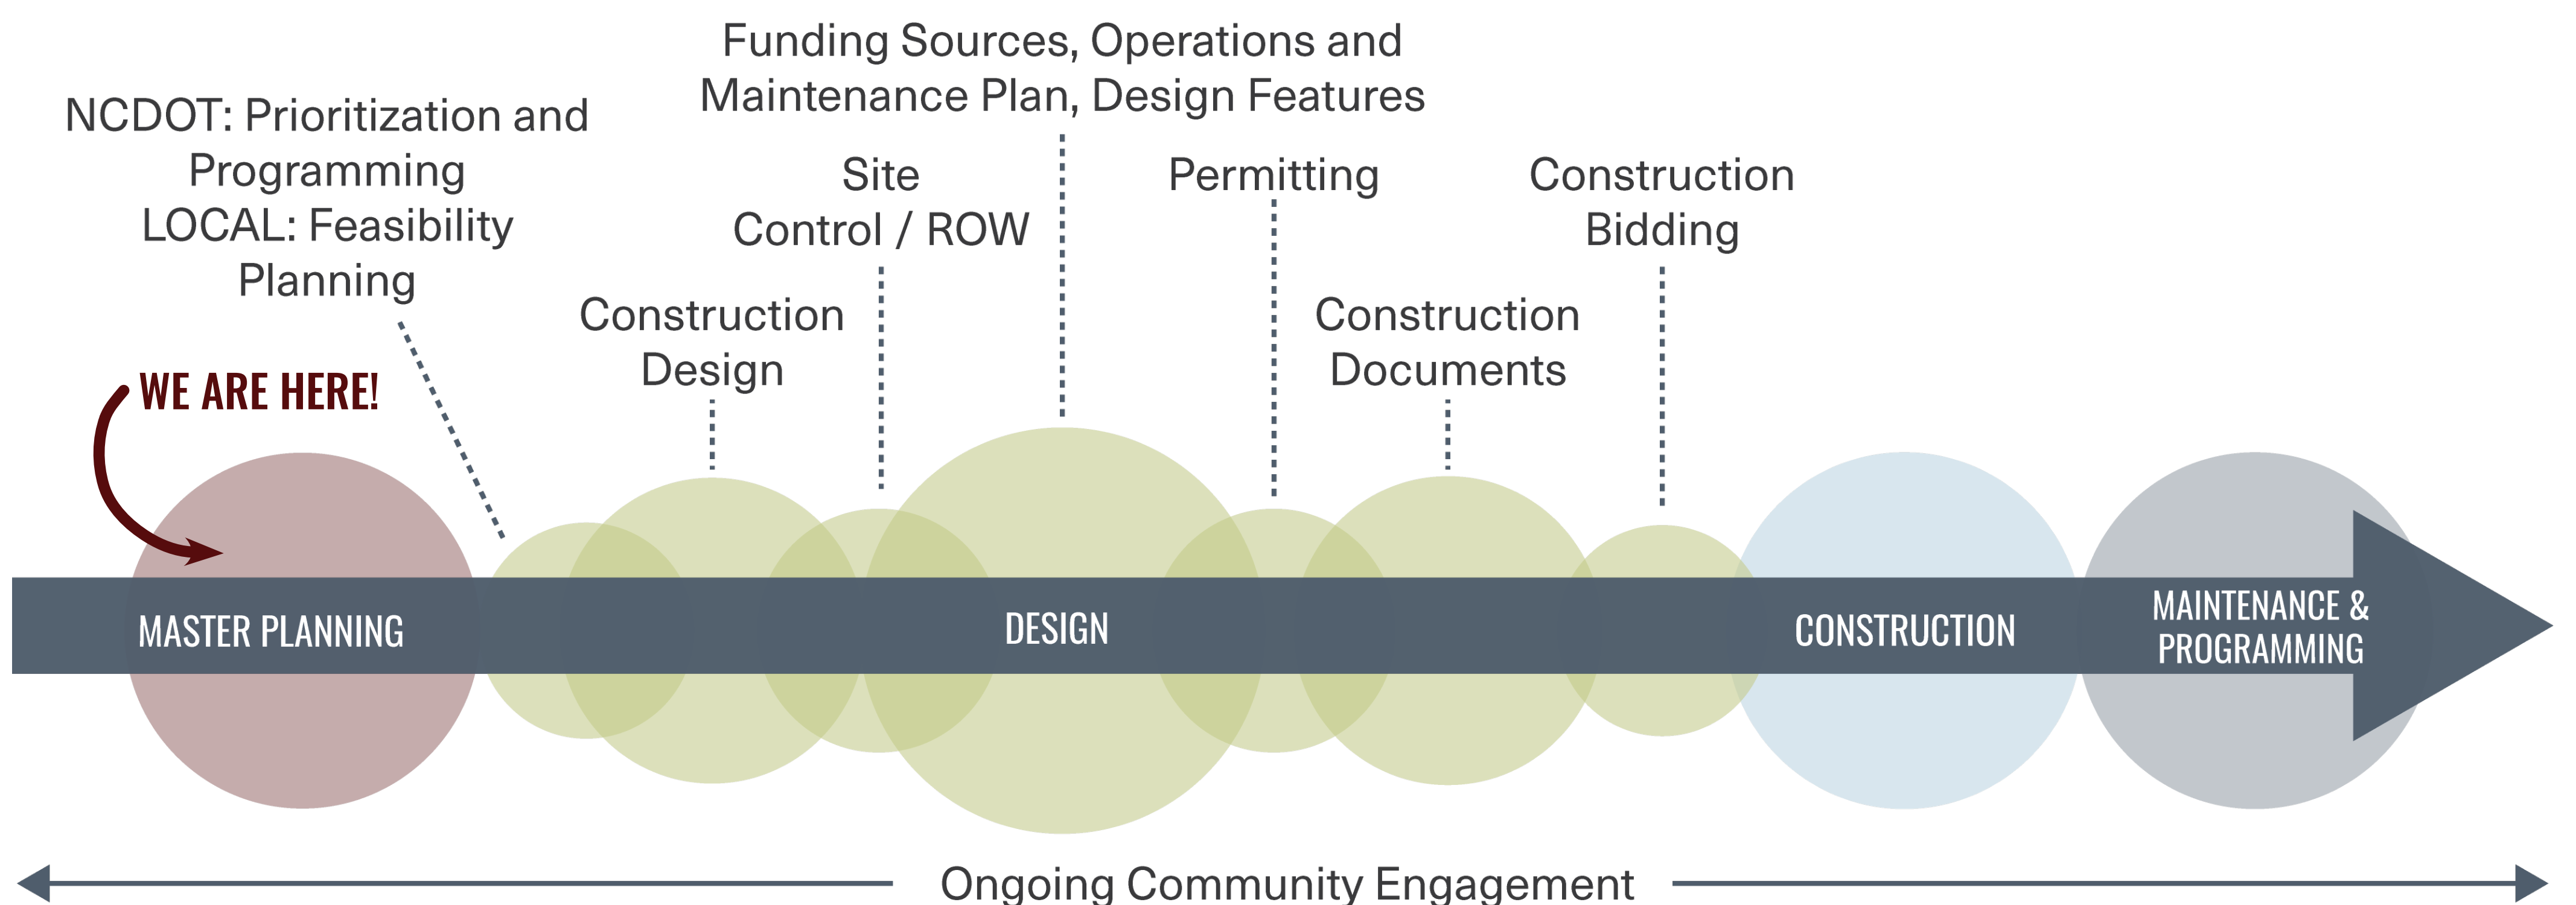 Funding Sources, Operations and
Maintenance Plan, Design Features
NCDOT: Prioritization and
Programming
LOCAL: Feasibility
Planning
Site
Control / ROW
Permitting
Construction
Bidding
Construction
Design
Construction
Documents
WE ARE HERE!
MASTER PLANNING
DESIGN
CONSTRUCTION
MAINTENANCE &
PROGRAMMING
Ongoing Community Engagement